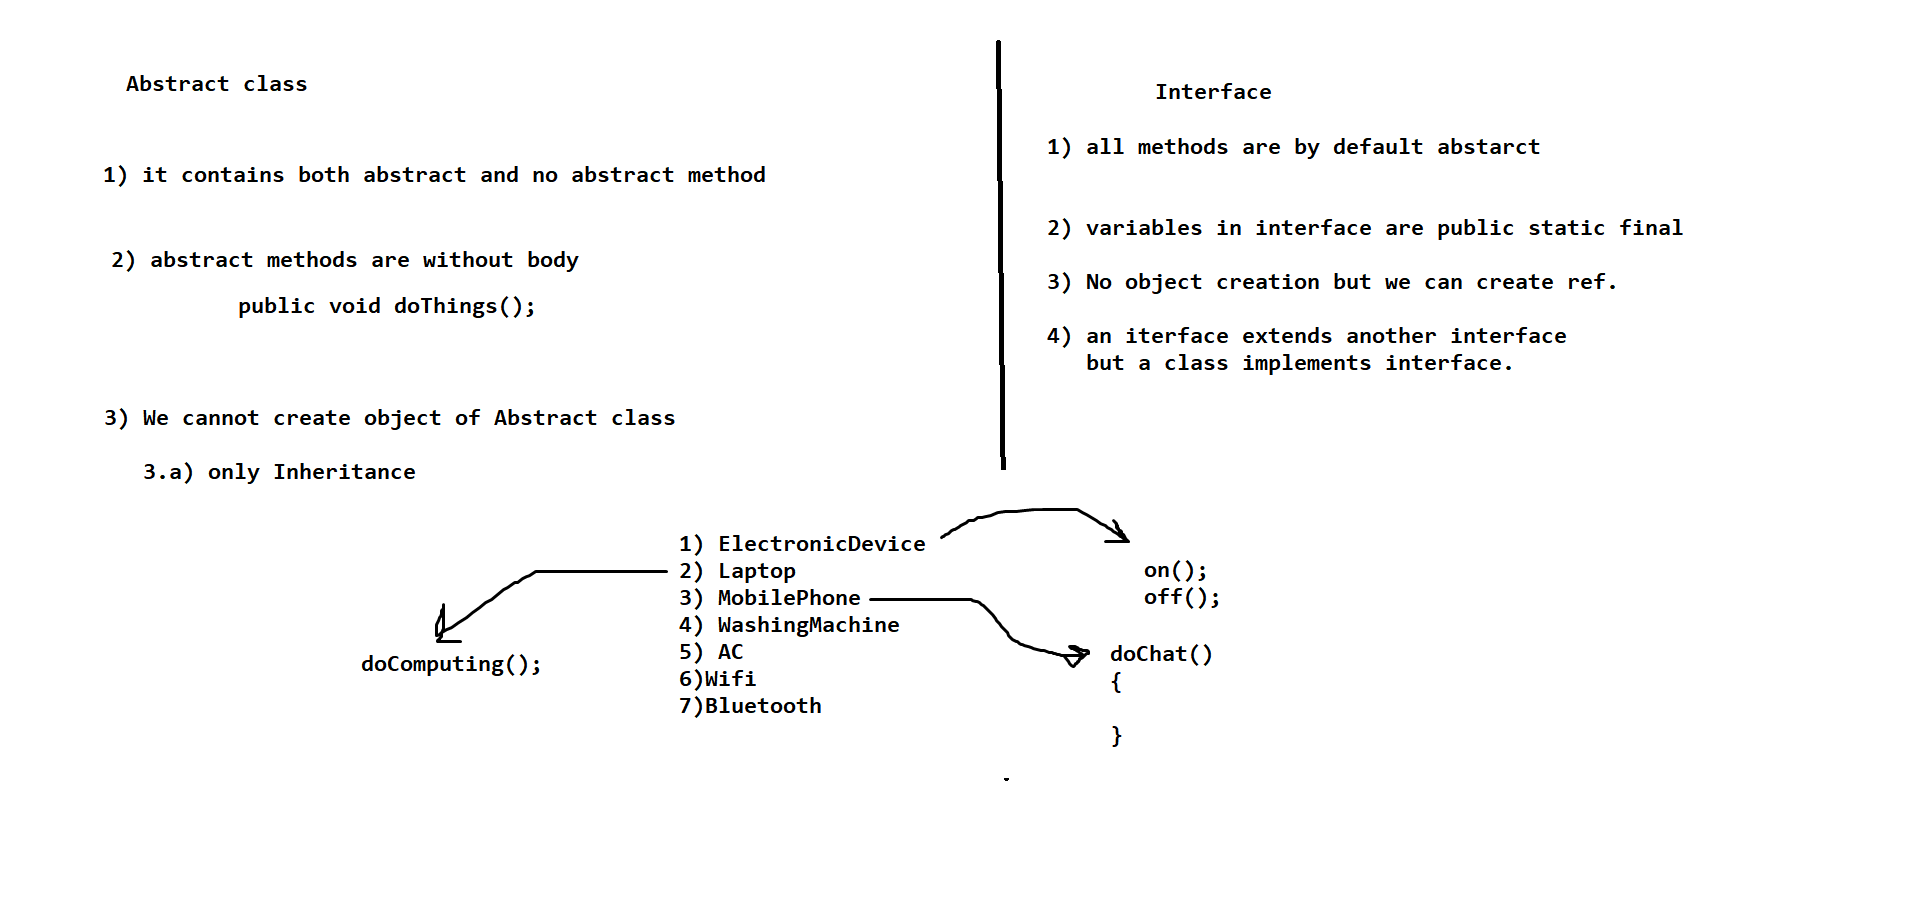 Abstract class
1) it contains both abstract and no abstract method
2) abstract methods are without body
public void doThings();
3) We cannot create object of Abstract class
3.a) only Inheritance
Interface
1) all methods are by default abstarct
2) variables in interface are public static final
3) No object creation but we can create ref.
4) an iterface extends another interface
but a class implements interface.
1) ElectronicDevice
2) Laptop
3) MobilePhone
4) WashingMachine
5) AC
6)Wifi
7)Bluetooth
doComputing();
on();
off();
doChat()
{
}